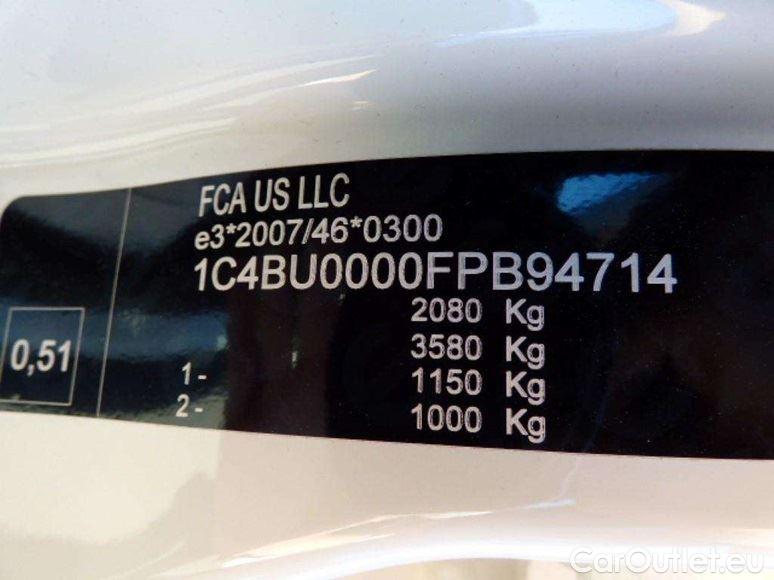 FCA US LLC
e3*2007/46*0300
1C4BU0000FPB94714
2080 Kg
3580 Kg
0,51
1- 1150 Kg
2- 1000 Kg
CarOutlet.eu